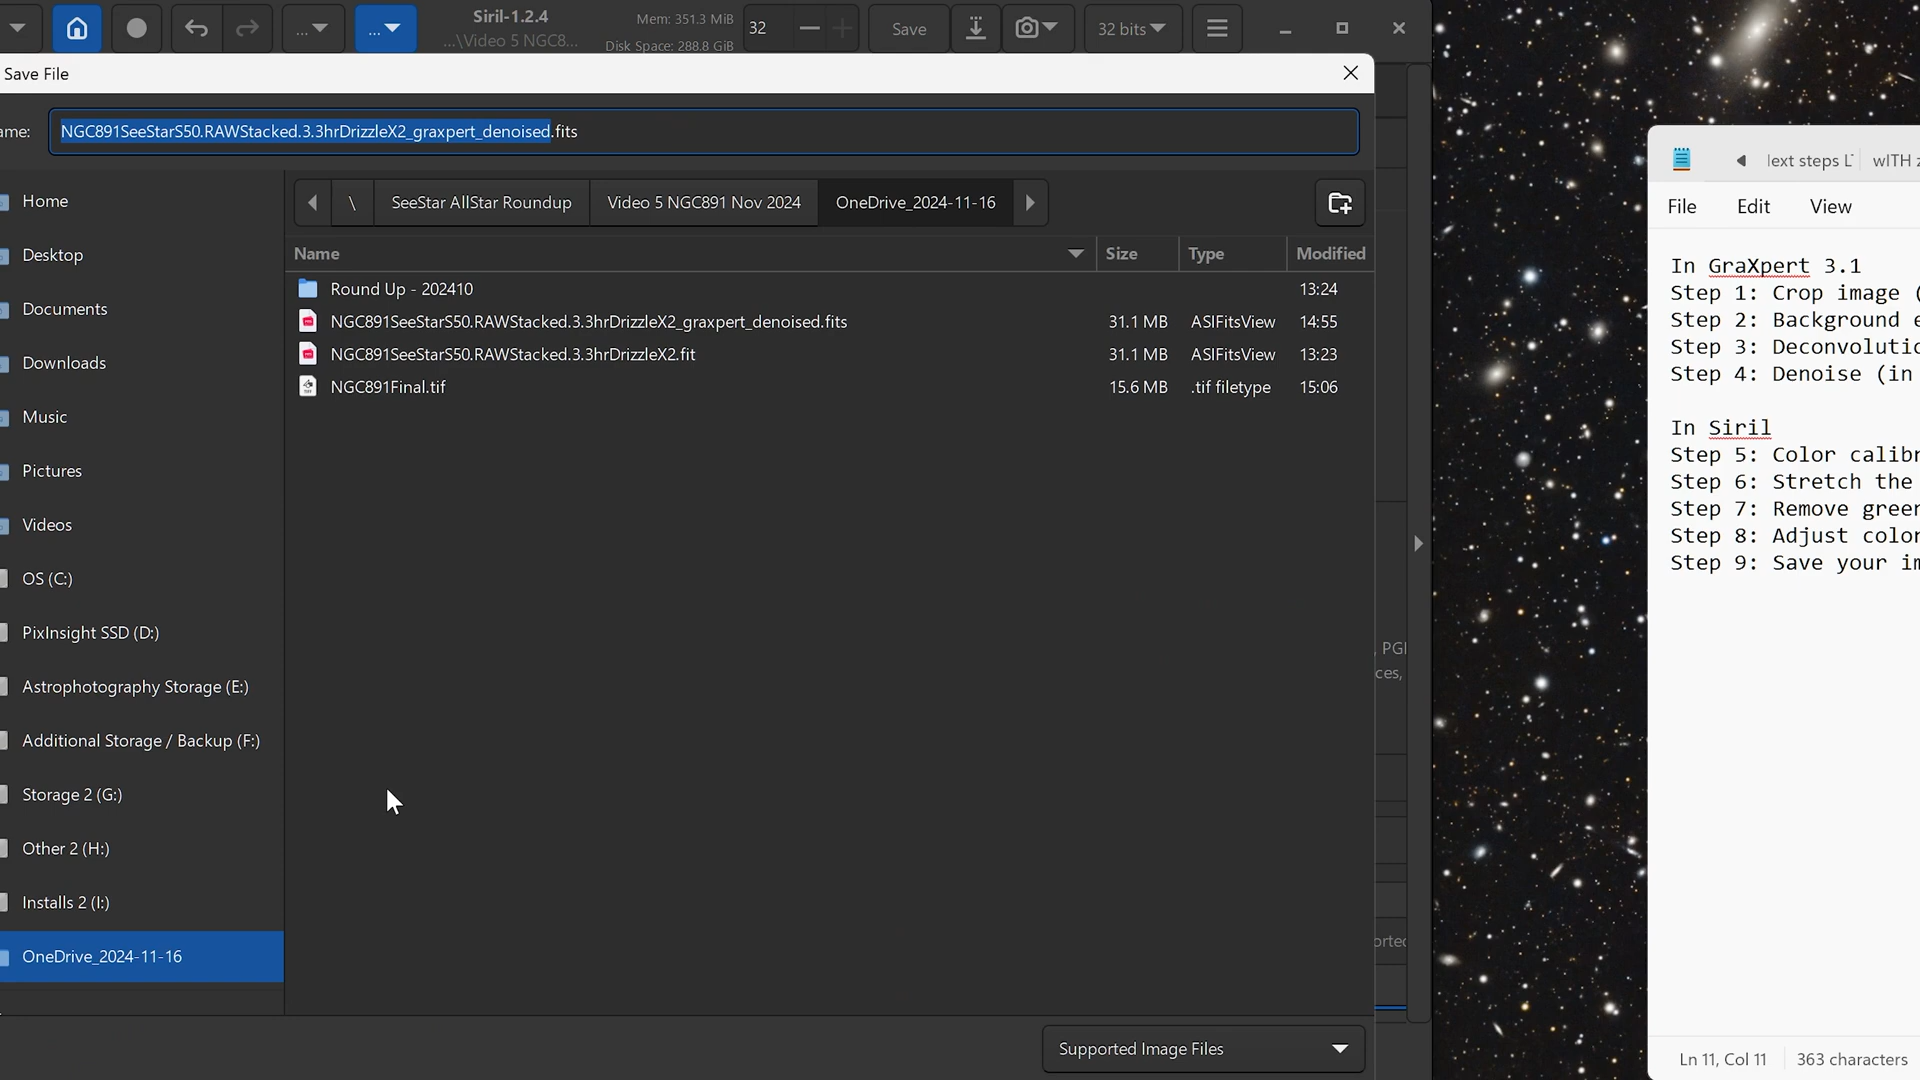 Siril-1.2.4
...\Video 5 NGC8...
Mem: 351.3 MiB
Disk Space: 288.8 GiB
32
Save
32 bits
...
...
Save File
ame:
NGC891SeeStarS50.RAWStacked.3.3hrDrizzleX2_graxpert_denoised.fits
\
SeeStar AllStar Roundup
Video 5 NGC891 Nov 2024
OneDrive_2024-11-16
Home
Desktop
Documents
Downloads
Music
Pictures
Videos
OS (C:)
PixInsight SSD (D:)
Astrophotography Storage (E:)
Additional Storage / Backup (F:)
Storage 2 (G:)
Other 2 (H:)
Installs 2 (I:)
OneDrive_2024-11-16
Name Size Type Modified
Round Up - 202410 13:24
NGC891SeeStarS50.RAWStacked.3.3hrDrizzleX2_graxpert_denoised.fits 31.1 MB ASIFitsView 14:55
NGC891SeeStarS50.RAWStacked.3.3hrDrizzleX2.fit 31.1 MB ASIFitsView 13:23
NGC891Final.tif 15.6 MB .tif filetype 15:06
Supported Image Files
, PGI
ces,
orted
steps
wITH
File Edit View
In GraXpert 3.1
Step 1: Crop image (
Step 2: Background e
Step 3: Deconvolutio
Step 4: Denoise (in
In Siril
Step 5: Color calibr
Step 6: Stretch the
Step 7: Remove green
Step 8: Adjust color
Step 9: Save your im
Ln 11, Col 11
363 characters